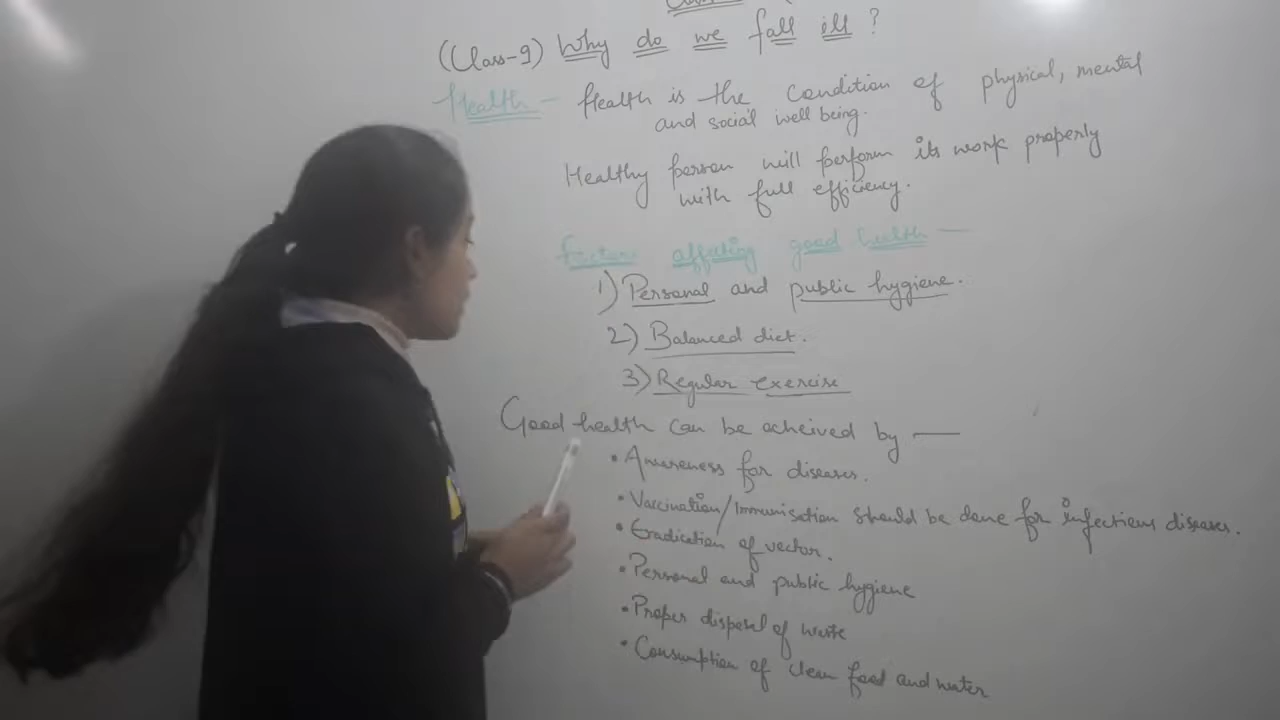 (Class-9) Why do we fall ill ?
Health - Health is the condition of physical, mental
and social well being.
Healthy person will perform its work properly
with full efficiency.
factors affecting good health —
1) Personal and public hygiene.
2) Balanced diet.
3) Regular exercise
Good health can be acheived by —
• Awareness for diseases.
• Vaccination/Immunisation should be done for infectious diseases.
• Eradication of vector.
• Personal and public hygiene
• Proper disposal of waste
• Consumption of clean food and water